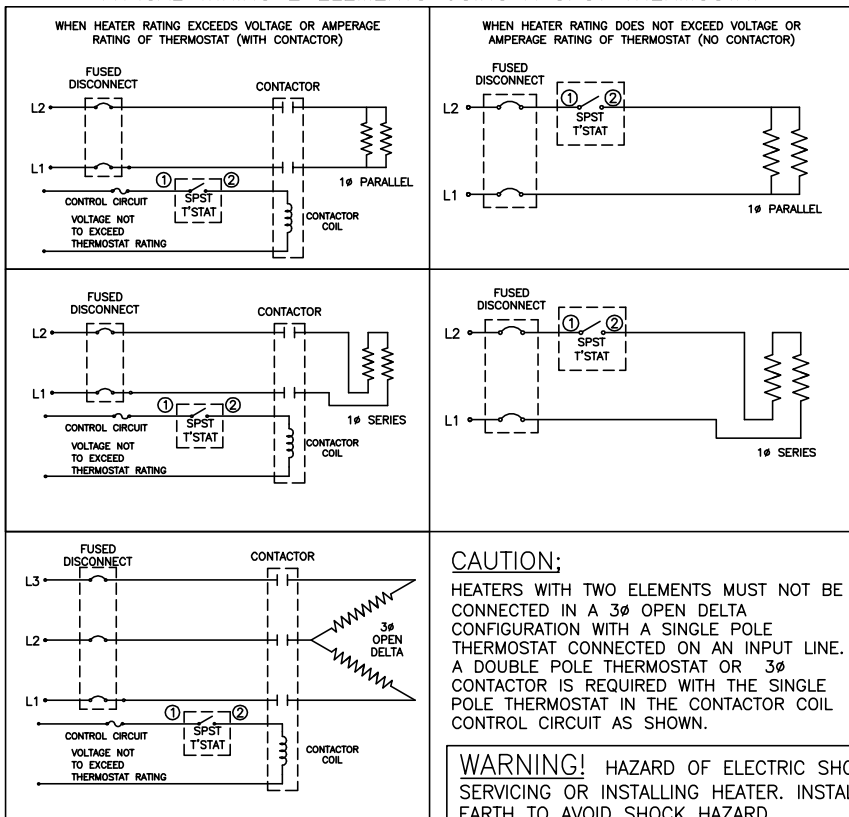 WHEN HEATER RATING EXCEEDS VOLTAGE OR AMPERAGE
RATING OF THERMOSTAT (WITH CONTACTOR)
FUSED
DISCONNECT
CONTACTOR
L2
L1
1ø PARALLEL
① ②
SPST
T'STAT
CONTROL CIRCUIT
VOLTAGE NOT
TO EXCEED
THERMOSTAT RATING
CONTACTOR
COIL
WHEN HEATER RATING DOES NOT EXCEED VOLTAGE OR
AMPERAGE RATING OF THERMOSTAT (NO CONTACTOR)
FUSED
DISCONNECT
① ②
L2
SPST
T'STAT
L1
1ø PARALLEL
FUSED
DISCONNECT
CONTACTOR
L2
L1
① ②
SPST
T'STAT
1ø SERIES
CONTROL CIRCUIT
VOLTAGE NOT
TO EXCEED
THERMOSTAT RATING
CONTACTOR
COIL
FUSED
DISCONNECT
① ②
L2
SPST
T'STAT
L1
1ø SERIES
FUSED
DISCONNECT
CONTACTOR
L3
L2
3ø
OPEN
DELTA
L1
① ②
SPST
T'STAT
CONTROL CIRCUIT
VOLTAGE NOT
TO EXCEED
THERMOSTAT RATING
CONTACTOR
COIL
CAUTION;
HEATERS WITH TWO ELEMENTS MUST NOT BE
CONNECTED IN A 3ø OPEN DELTA
CONFIGURATION WITH A SINGLE POLE
THERMOSTAT CONNECTED ON AN INPUT LINE.
A DOUBLE POLE THERMOSTAT OR 3ø
CONTACTOR IS REQUIRED WITH THE SINGLE
POLE THERMOSTAT IN THE CONTACTOR COIL
CONTROL CIRCUIT AS SHOWN.
WARNING! HAZARD OF ELECTRIC SHO
SERVICING OR INSTALLING HEATER. INSTAL
EARTH TO AVOID SHOCK HAZARD